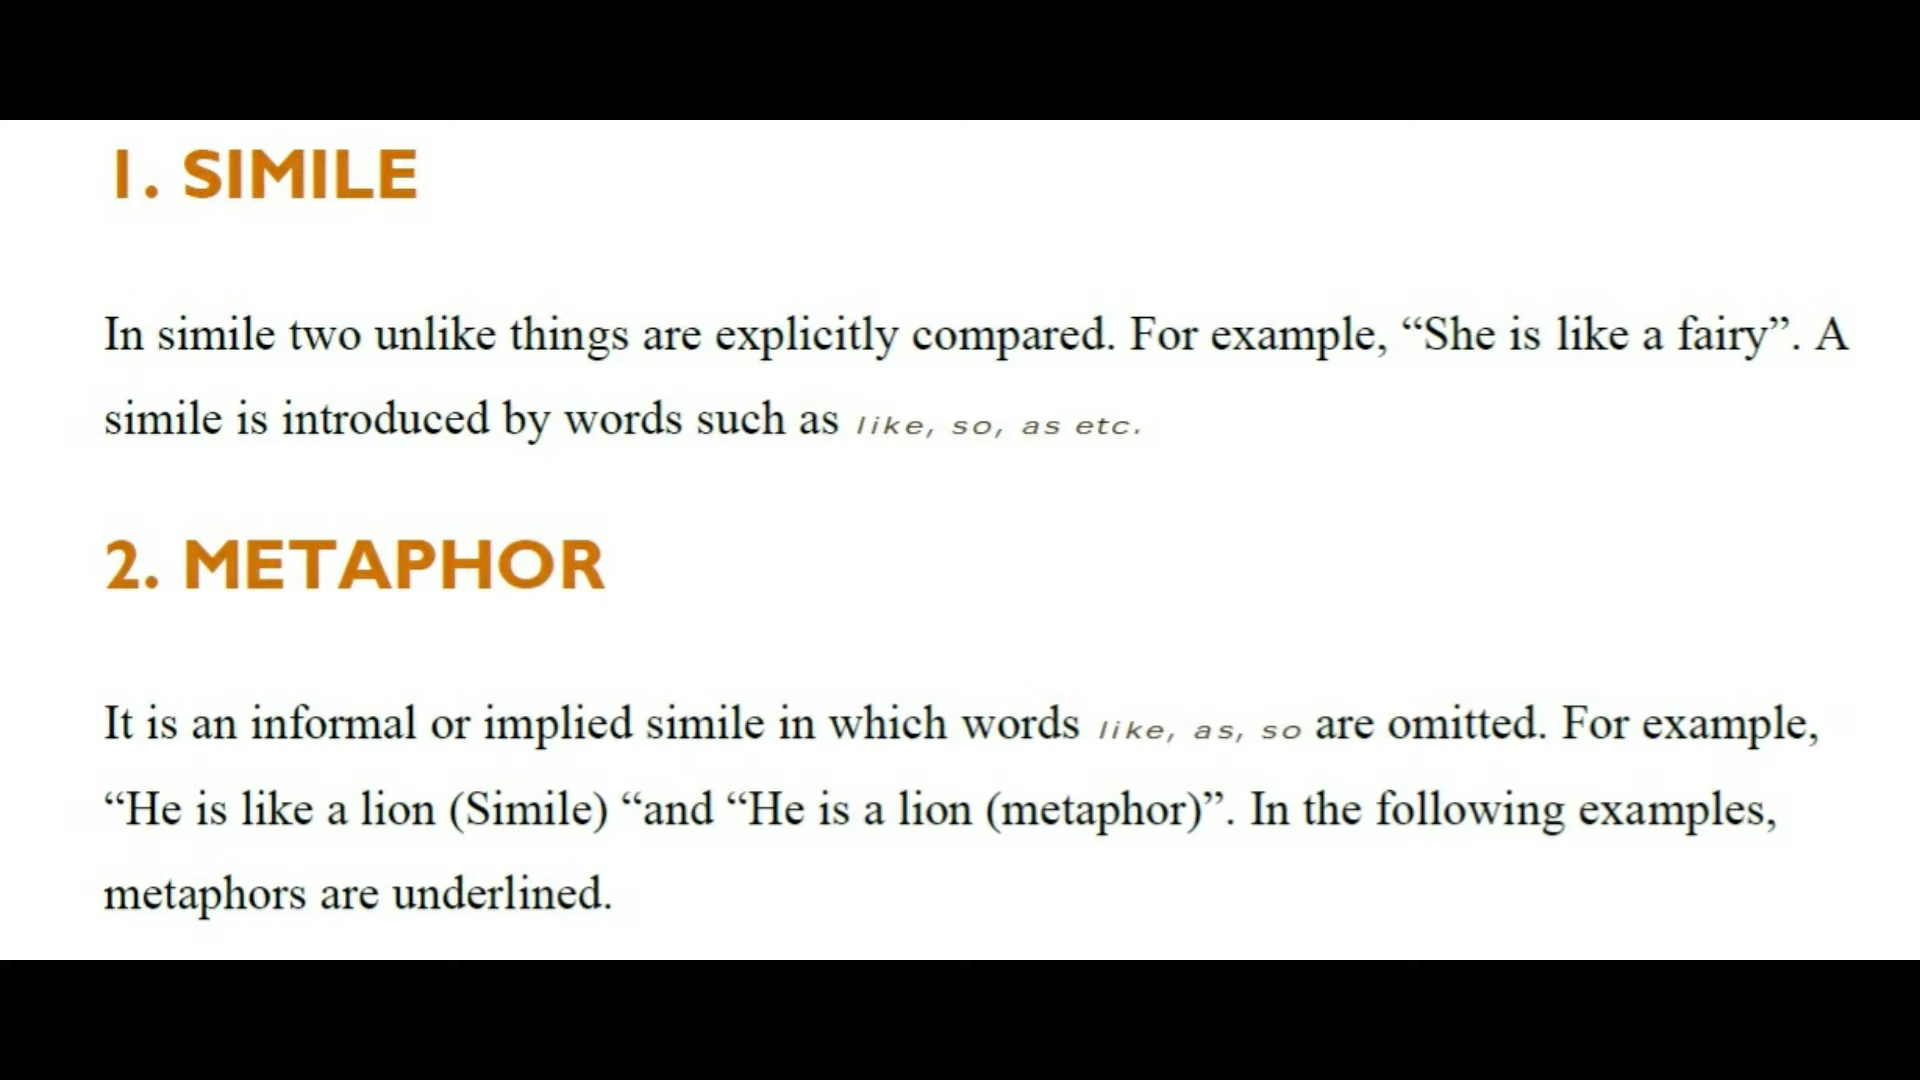 1. SIMILE
In simile two unlike things are explicitly compared. For example, “She is like a fairy”. A
simile is introduced by words such as like, so, as etc.
2. METAPHOR
It is an informal or implied simile in which words like, as, so are omitted. For example,
“He is like a lion (Simile) “and “He is a lion (metaphor)”. In the following examples,
metaphors are underlined.